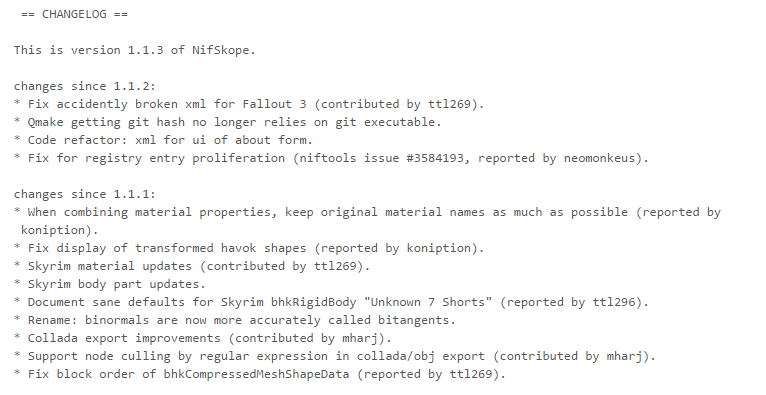 == CHANGELOG ==
This is version 1.1.3 of NifSkope.
changes since 1.1.2:
* Fix accidently broken xml for Fallout 3 (contributed by ttl269).
* Qmake getting git hash no longer relies on git executable.
* Code refactor: xml for ui of about form.
* Fix for registry entry proliferation (niftools issue #3584193, reported by neomonkeus).
changes since 1.1.1:
* When combining material properties, keep original material names as much as possible (reported by
koniption).
* Fix display of transformed havok shapes (reported by koniption).
* Skyrim material updates (contributed by ttl269).
* Skyrim body part updates.
* Document sane defaults for Skyrim bhkRigidBody "Unknown 7 Shorts" (reported by ttl296).
* Rename: binormals are now more accurately called bitangents.
* Collada export improvements (contributed by mharj).
* Support node culling by regular expression in collada/obj export (contributed by mharj).
* Fix block order of bhkCompressedMeshShapeData (reported by ttl269).